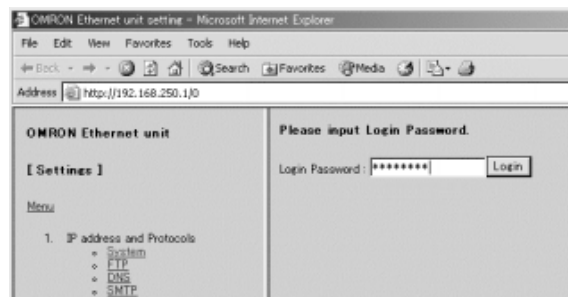 OMRON Ethernet unit setting - Microsoft Internet Explorer
File Edit View Favorites Tools Help
Back Search Favorites Media
Address http://192.168.250.1/0
OMRON Ethernet unit
[ Settings ]
Menu
1. IP address and Protocols
System
FTP
DNS
SMTP
Please input Login Password.
Login Password : ******** Login